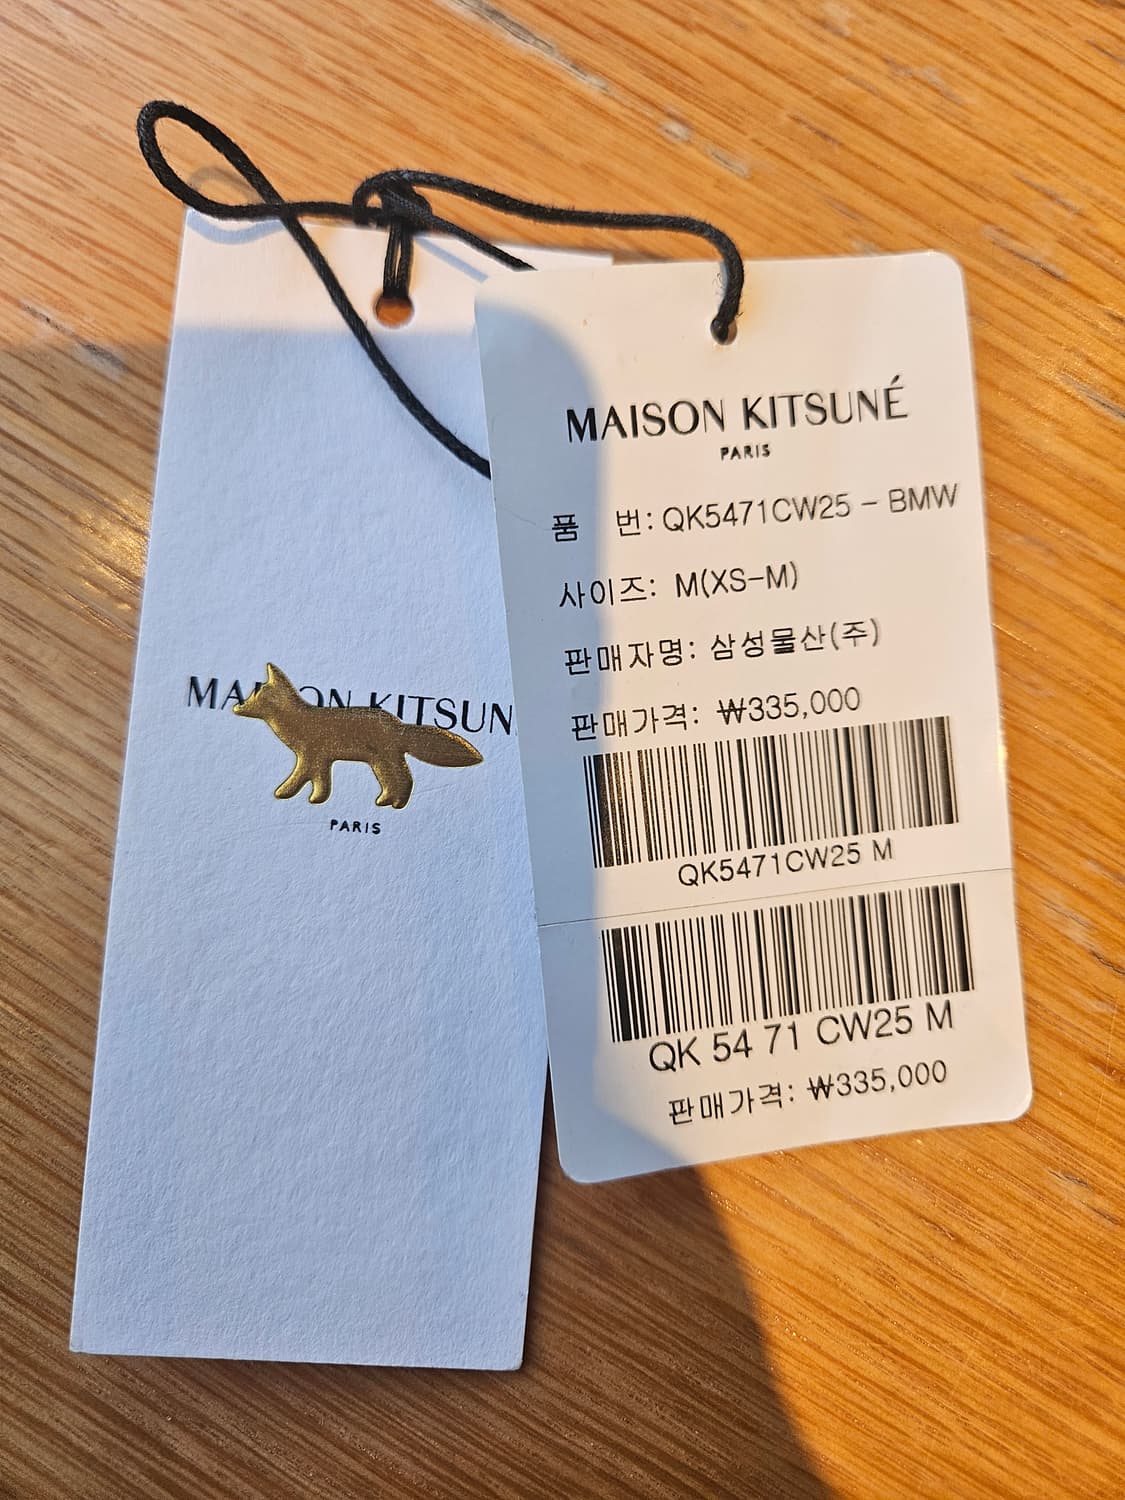 MAISON KITSUN
PARIS
MAISON KITSUNÉ
PARIS
품 번: QK5471CW25 - BMW
사이즈: M(XS-M)
판매자명: 삼성물산(주)
판매가격: ₩335,000
QK5471CW25 M
QK 54 71 CW25 M
판매가격: ₩335,000